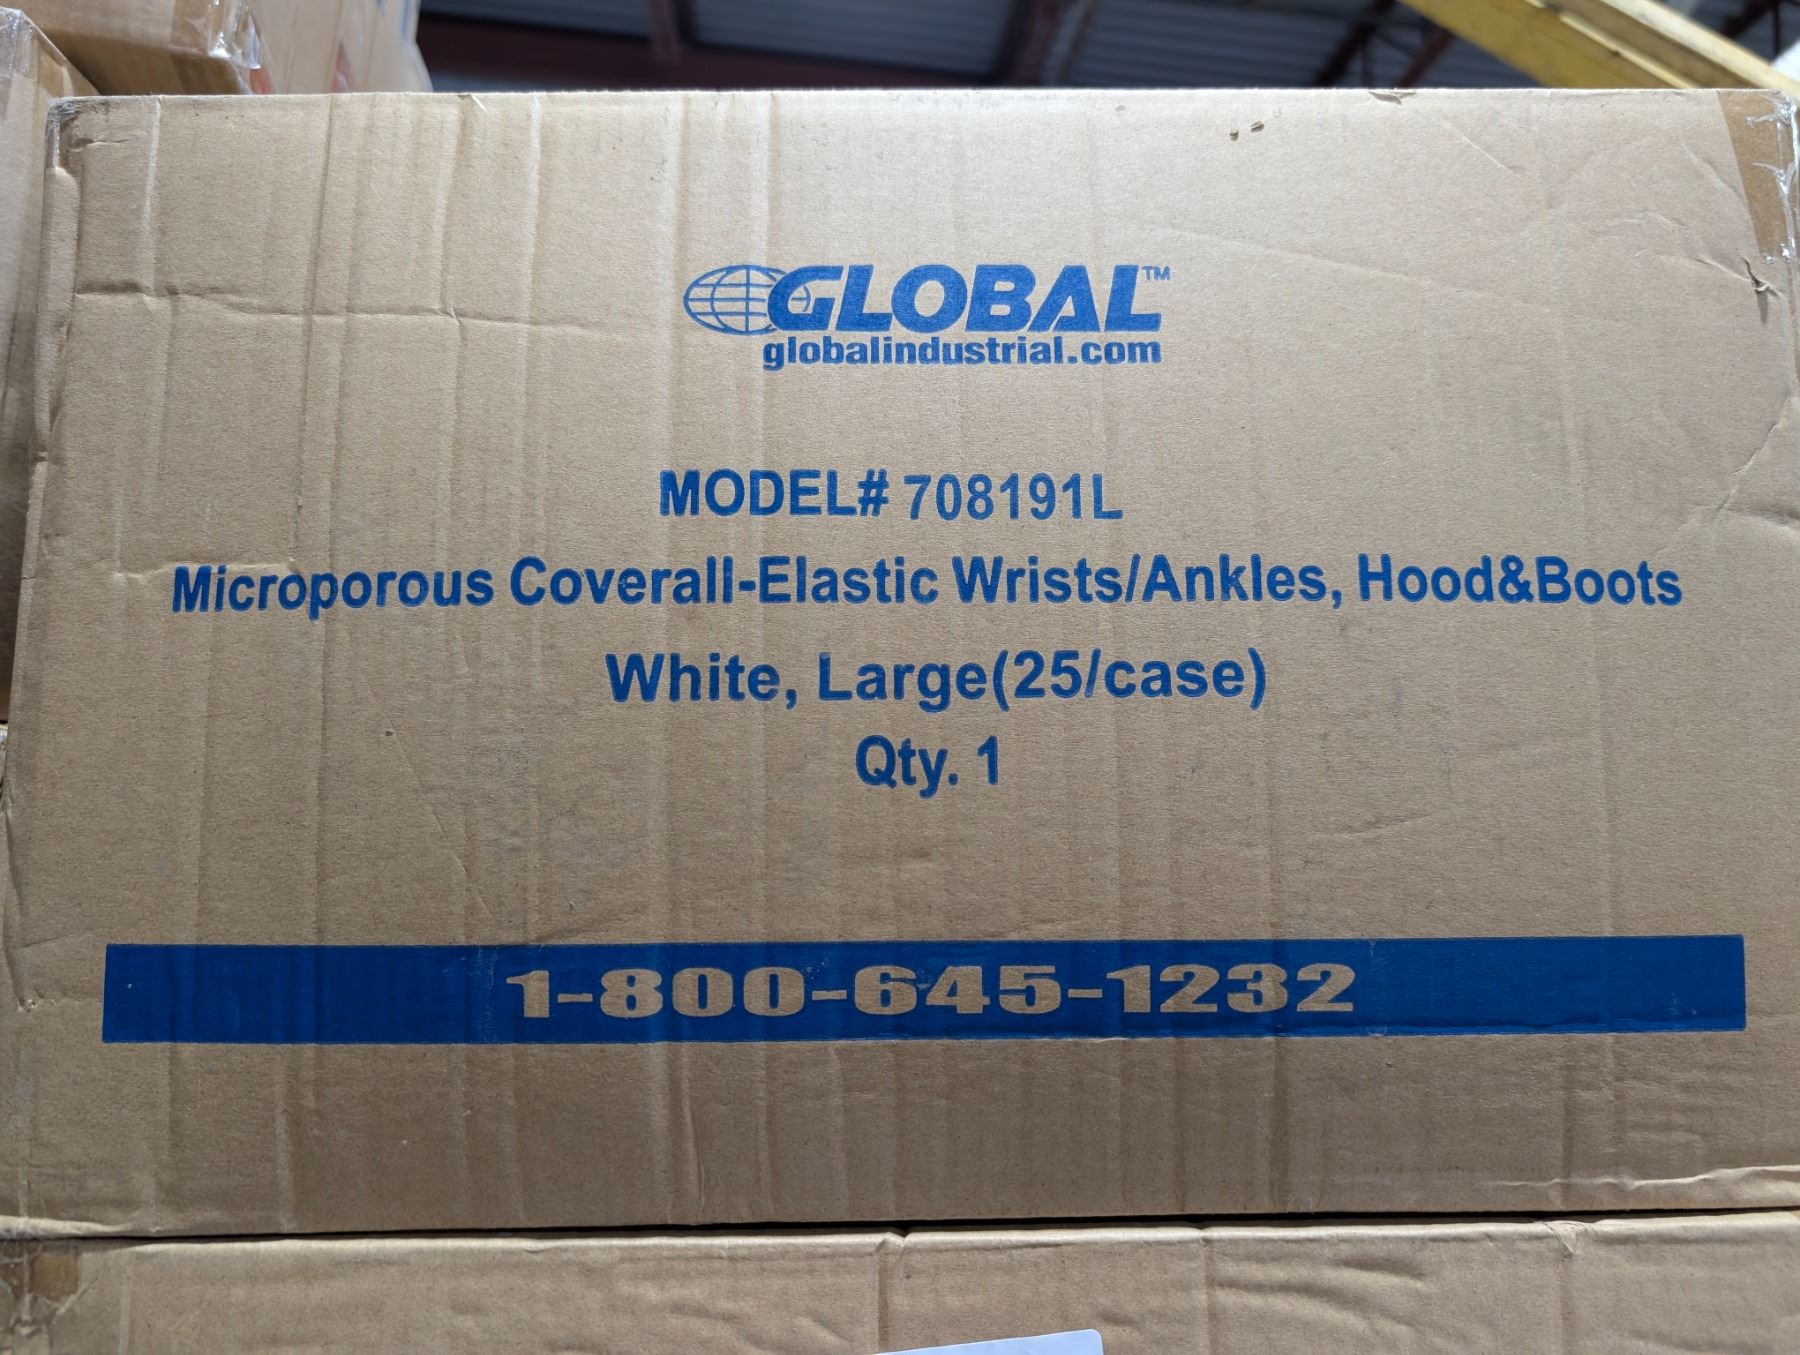 GLOBAL™
globalindustrial.com
MODEL# 708191L
Microporous Coverall-Elastic Wrists/Ankles, Hood&Boots
White, Large(25/case)
Qty. 1
1-800-645-1232